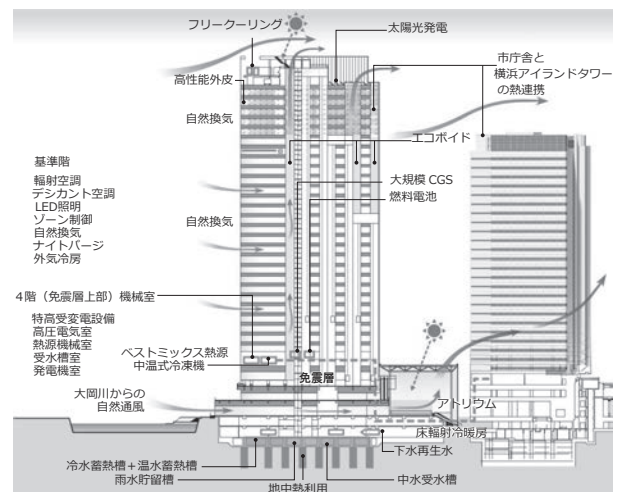 フリークーリング
太陽光発電
市庁舎と
横浜アイランドタワー
の熱連携
高性能外皮
自然換気
エコボイド
基準階
輻射空調
デシカント空調
LED照明
ゾーン制御
自然換気
ナイトパージ
外気冷房
大規模 CGS
燃料電池
自然換気
4階（免震層上部）機械室
特高受変電設備
高圧電気室
熱源機械室
受水槽室
発電機室
ベストミックス熱源
中温式冷凍機
免震層
大岡川からの
自然通風
アトリウム
床輻射冷暖房
下水再生水
冷水蓄熱槽＋温水蓄熱槽
雨水貯留槽
地中熱利用
中水受水槽